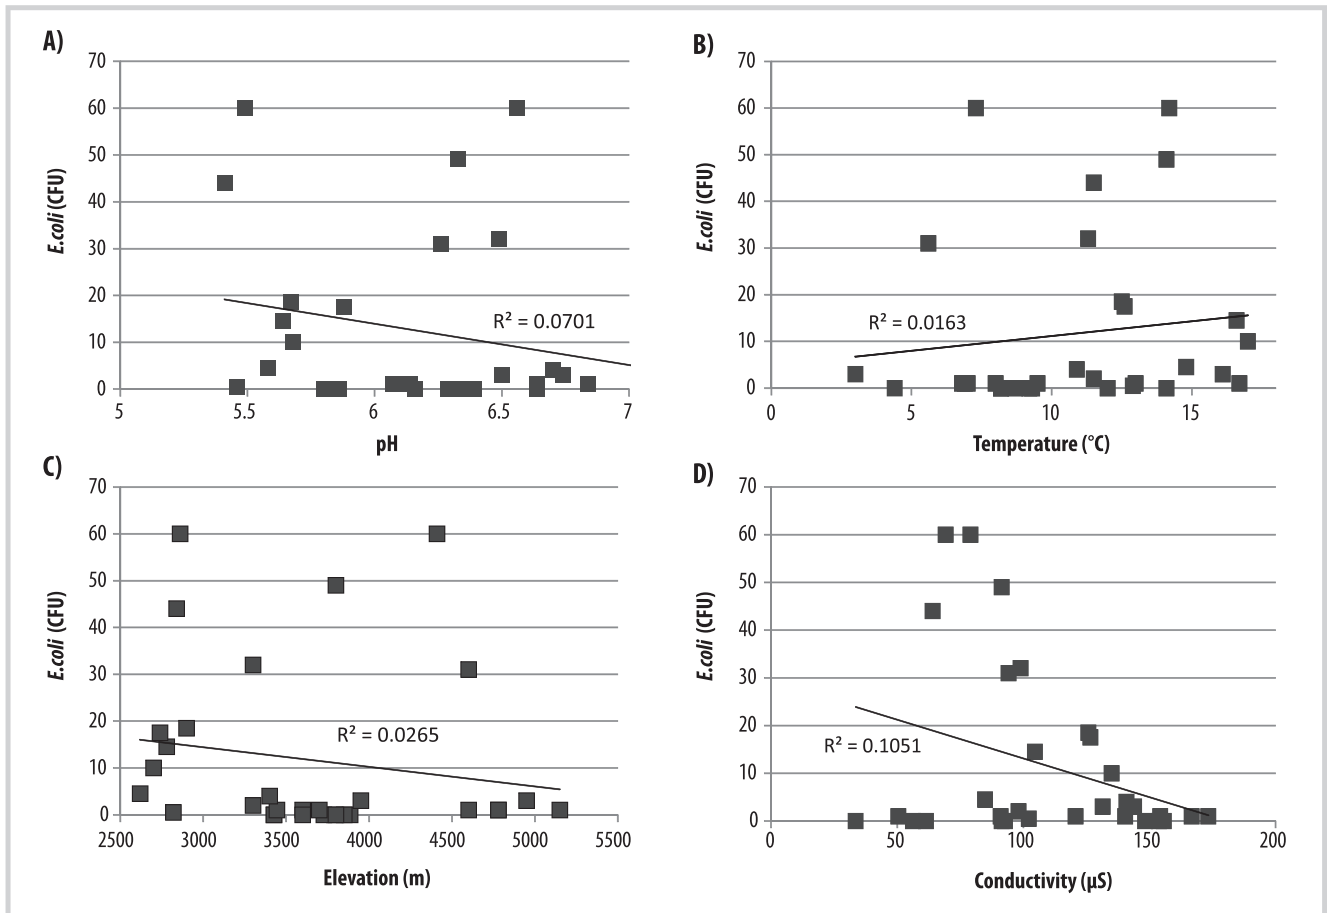 A)
70
60
50
40
30
20
10
0
E.coli (CFU)
R² = 0.0701
5 5.5 6 6.5 7
pH
B)
70
60
50
40
30
20
10
0
E.coli (CFU)
R² = 0.0163
0 5 10 15
Temperature (°C)
C)
70
60
50
40
30
20
10
0
E.coli (CFU)
R² = 0.0265
2500 3000 3500 4000 4500 5000 5500
Elevation (m)
D)
70
60
50
40
30
20
10
0
E.coli (CFU)
R² = 0.1051
0 50 100 150 200
Conductivity (µS)